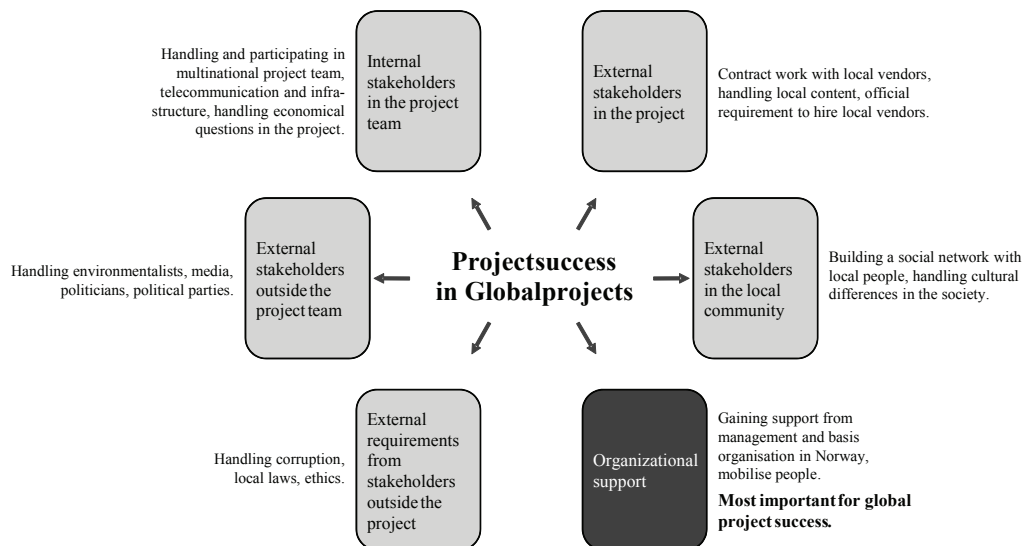 Handling and participating in
multinational project team,
telecommunication and infra-
structure, handling economical
questions in the project.
Internal
stakeholders
in the project
team
External
stakeholders
in the project
Contract work with local vendors,
handling local content, official
requirement to hire local vendors.
Handling environmentalists, media,
politicians, political parties.
External
stakeholders
outside the
project team
Projectsuccess
in Globalprojects
External
stakeholders
in the local
community
Building a social network with
local people, handling cultural
differences in the society.
Handling corruption,
local laws, ethics.
External
requirements
from
stakeholders
outside the
project
Organizational
support
Gaining support from
management and basis
organisation in Norway,
mobilise people.
Most important for global
project success.